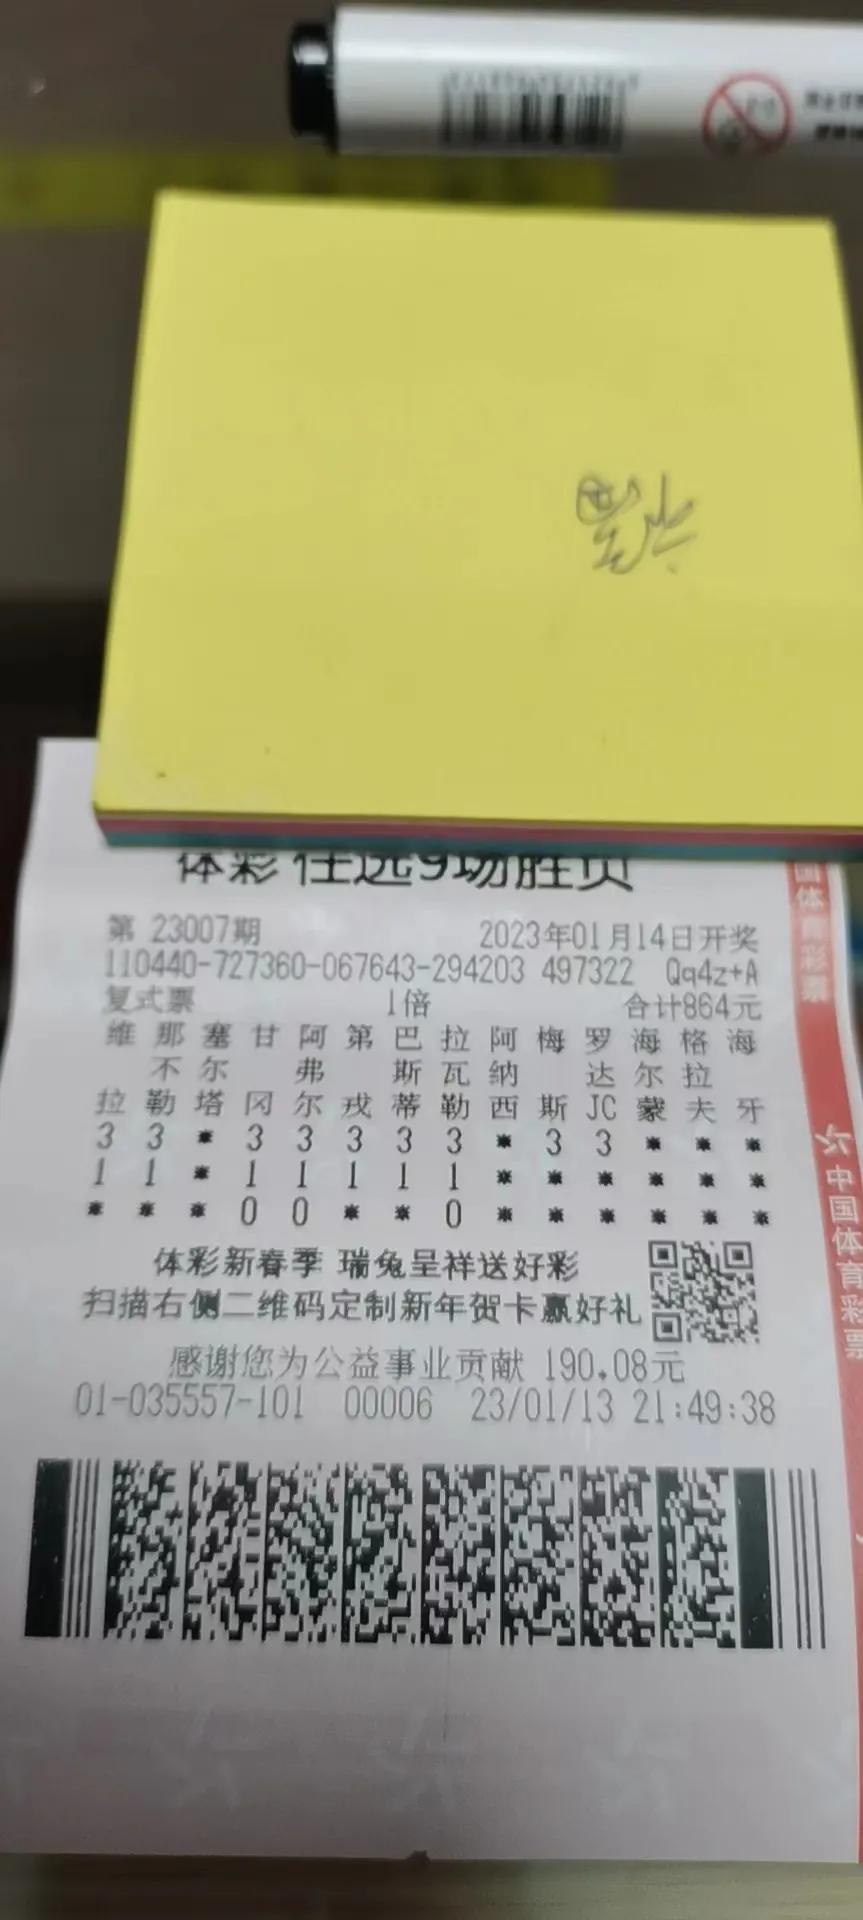 体彩 任选9场胜负
第 23007期 2023年01月14日开奖
110440-727360-067643-294203 497322 Qq4z+A
复式票 1倍 合计864元
维 那 塞 甘 阿 第 巴 拉 阿 梅 罗 海 格 海
不 尔 弗 斯 瓦 纳 达 尔 拉
拉 勒 塔 冈 尔 戎 蒂 勒 西 斯 JC 蒙 夫 牙
3 3 * 3 3 3 3 3 * 3 3 * * *
1 1 * 1 1 1 1 1 * * * * * *
* * * 0 0 * * 0 * * * * * *
体彩新春季 瑞兔呈祥送好彩
扫描右侧二维码定制新年贺卡赢好礼
感谢您为公益事业贡献 190.08元
01-035557-101 00006 23/01/13 21:49:38
国体育彩票
中国体育彩票